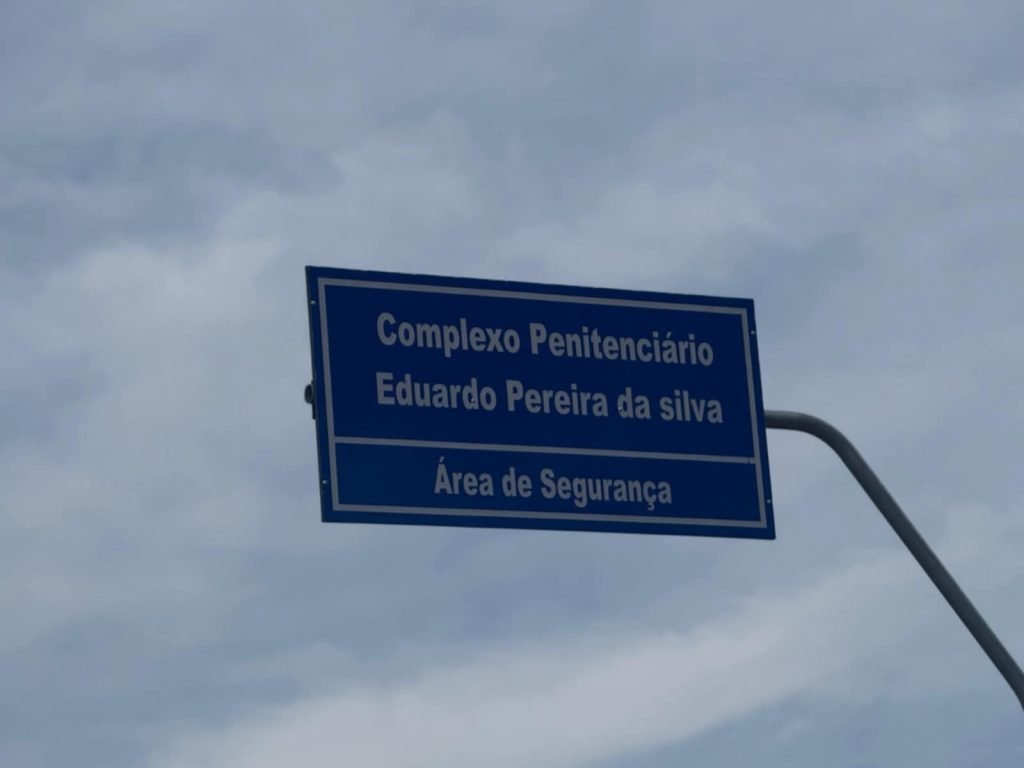 Complexo Penitenciário
Eduardo Pereira da silva
Área de Segurança